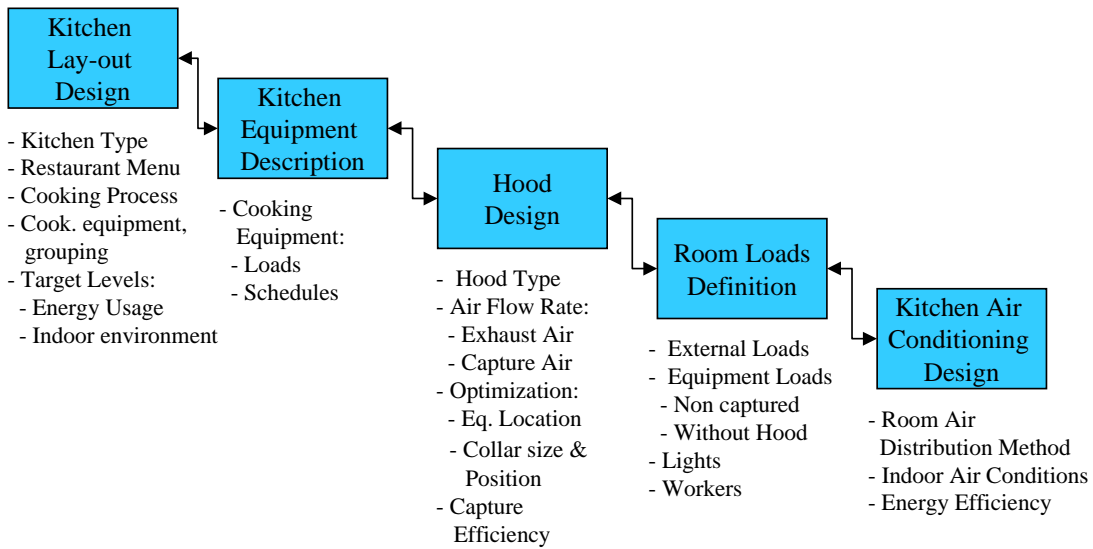 Kitchen
Lay-out
Design
- Kitchen Type
- Restaurant Menu
- Cooking Process
- Cook. equipment,
grouping
- Target Levels:
- Energy Usage
- Indoor environment
Kitchen
Equipment
Description
- Cooking
Equipment:
- Loads
- Schedules
Hood
Design
- Hood Type
- Air Flow Rate:
- Exhaust Air
- Capture Air
- Optimization:
- Eq. Location
- Collar size &
Position
- Capture
Efficiency
Room Loads
Definition
- External Loads
- Equipment Loads
- Non captured
- Without Hood
- Lights
- Workers
Kitchen Air
Conditioning
Design
- Room Air
Distribution Method
- Indoor Air Conditions
- Energy Efficiency